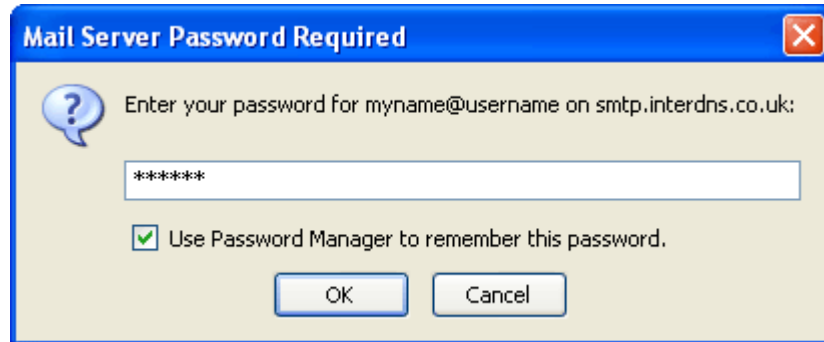 Mail Server Password Required
Enter your password for myname@username on smtp.interdns.co.uk:
******
Use Password Manager to remember this password.
OK Cancel